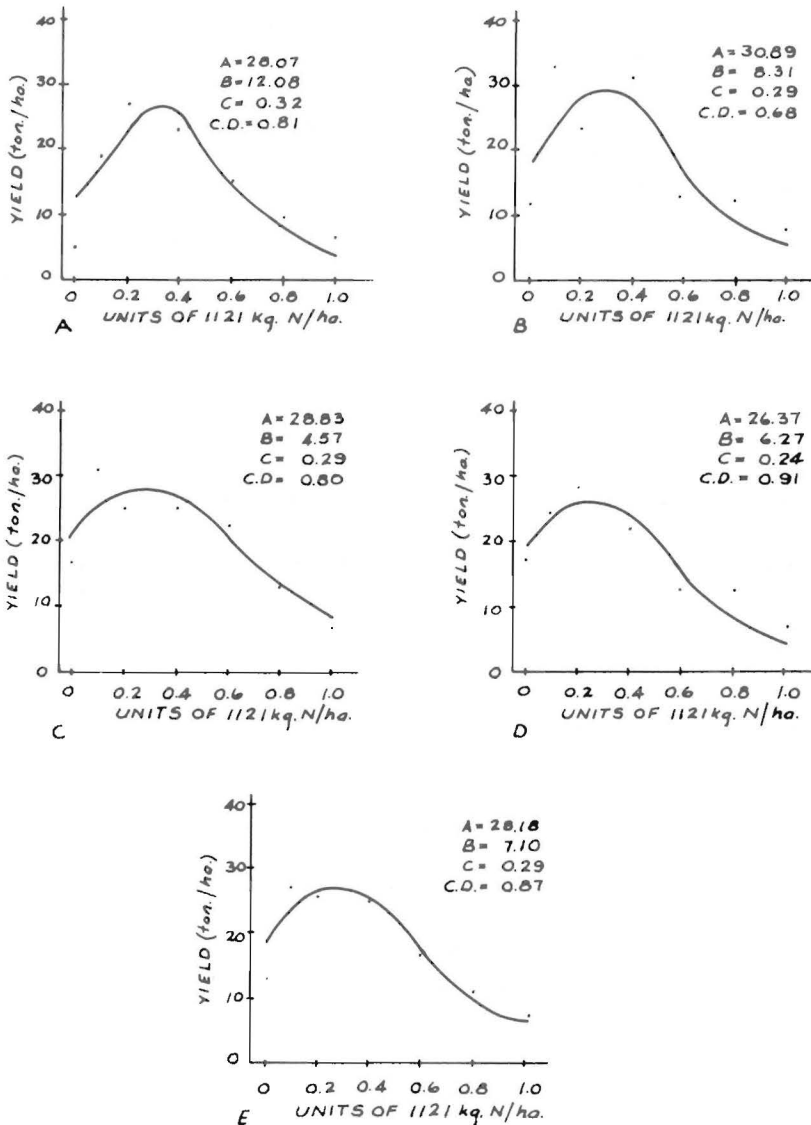 40
30
20
10
0
YIELD (ton./ha.)
A = 28.07
B = 12.08
C = 0.32
C.D. = 0.81
0 0.2 0.4 0.6 0.8 1.0
UNITS OF 1121 kg. N/ha.
A
40
30
20
10
0
YIELD (ton./ha.)
A = 30.89
B = 8.31
C = 0.29
C.D. = 0.68
0 0.2 0.4 0.6 0.8 1.0
UNITS OF 1121 kg. N/ha.
B
40
30
20
10
0
YIELD (ton./ha.)
A = 28.83
B = 4.57
C = 0.29
C.D. = 0.80
0 0.2 0.4 0.6 0.8 1.0
UNITS OF 1121 kg. N/ha.
C
40
30
20
10
0
YIELD (ton./ha.)
A = 26.37
B = 6.27
C = 0.24
C.D. = 0.91
0 0.2 0.4 0.6 0.8 1.0
UNITS OF 1121 kg. N/ha.
D
40
30
20
10
0
YIELD (ton./ha.)
A = 28.18
B = 7.10
C = 0.29
C.D. = 0.87
0 0.2 0.4 0.6 0.8 1.0
UNITS OF 1121 kg. N/ha.
E